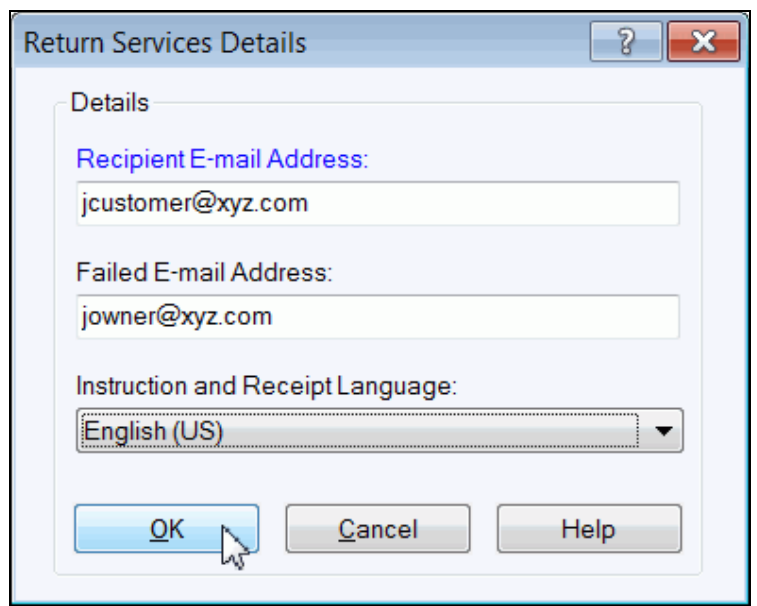 Return Services Details
?
Details
Recipient E-mail Address:
jcustomer@xyz.com
Failed E-mail Address:
jowner@xyz.com
Instruction and Receipt Language:
English (US)
OK Cancel Help